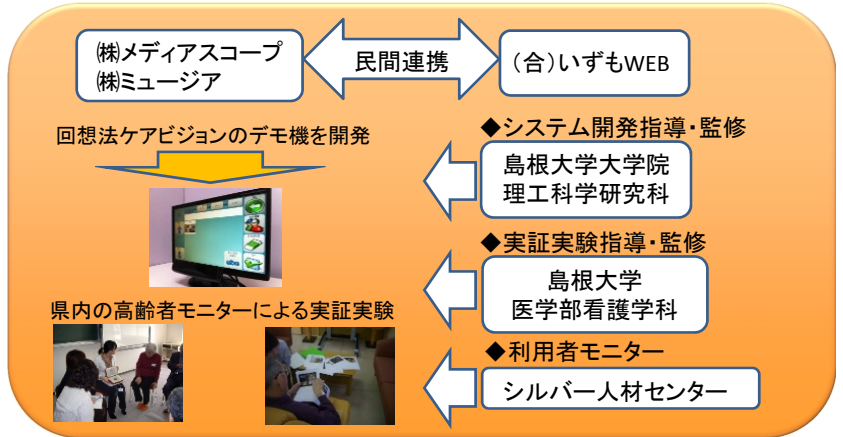 ㈱メディアスコープ
㈱ミュージア
民間連携
（合）いずもWEB
回想法ケアビジョンのデモ機を開発
◆システム開発指導・監修
島根大学大学院
理工科学研究科
◆実証実験指導・監修
島根大学
医学部看護学科
県内の高齢者モニターによる実証実験
◆利用者モニター
シルバー人材センター